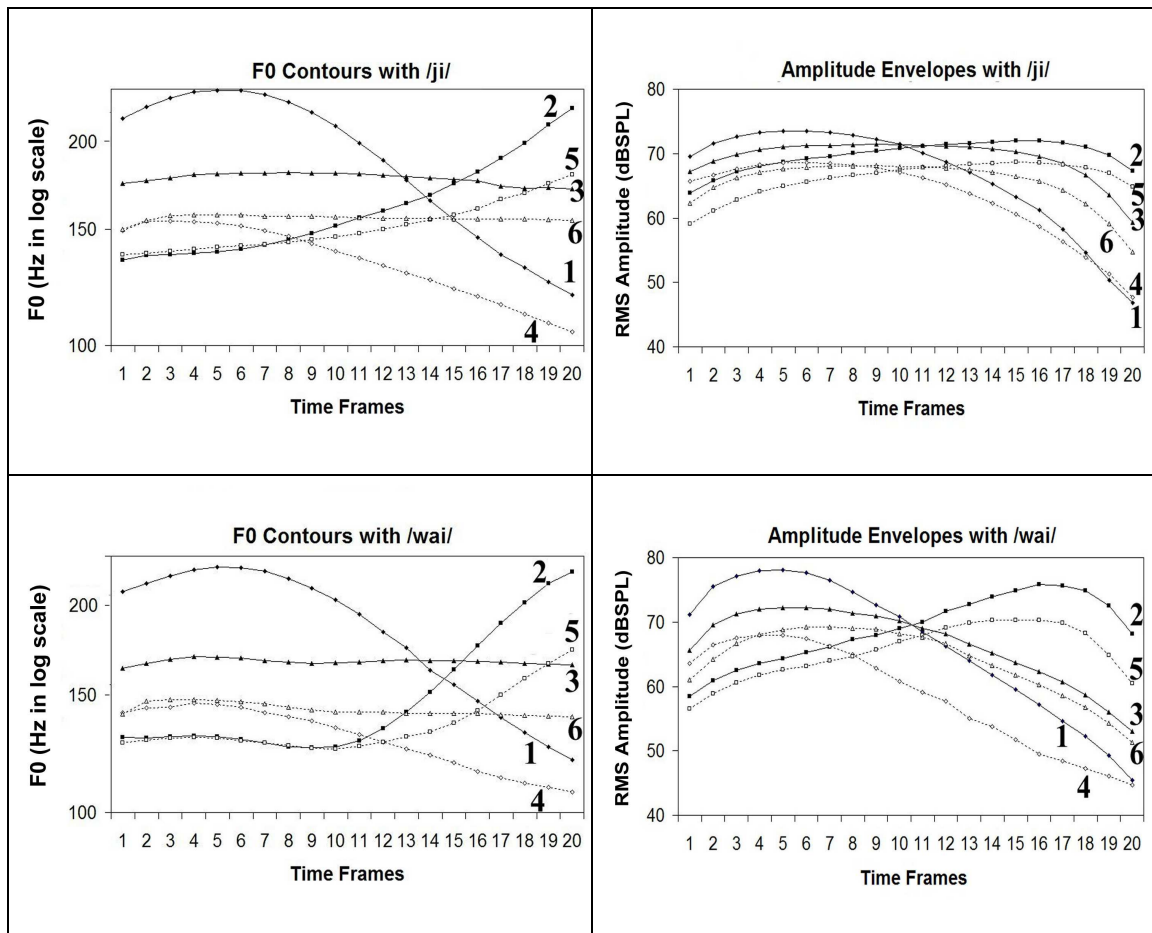 F0 Contours with /ji/
F0 (Hz in log scale)
200
150
100
2
5
3
6
1
4
1 2 3 4 5 6 7 8 9 10 11 12 13 14 15 16 17 18 19 20
Time Frames
Amplitude Envelopes with /ji/
RMS Amplitude (dBSPL)
80
70
60
50
40
2
5
3
6
4
1
1 2 3 4 5 6 7 8 9 10 11 12 13 14 15 16 17 18 19 20
Time Frames
F0 Contours with /wai/
F0 (Hz in log scale)
200
150
100
2
5
3
6
1
4
1 2 3 4 5 6 7 8 9 10 11 12 13 14 15 16 17 18 19 20
Time Frames
Amplitude Envelopes with /wai/
RMS Amplitude (dBSPL)
80
70
60
50
40
2
5
3
1
6
4
1 2 3 4 5 6 7 8 9 10 11 12 13 14 15 16 17 18 19 20
Time Frames